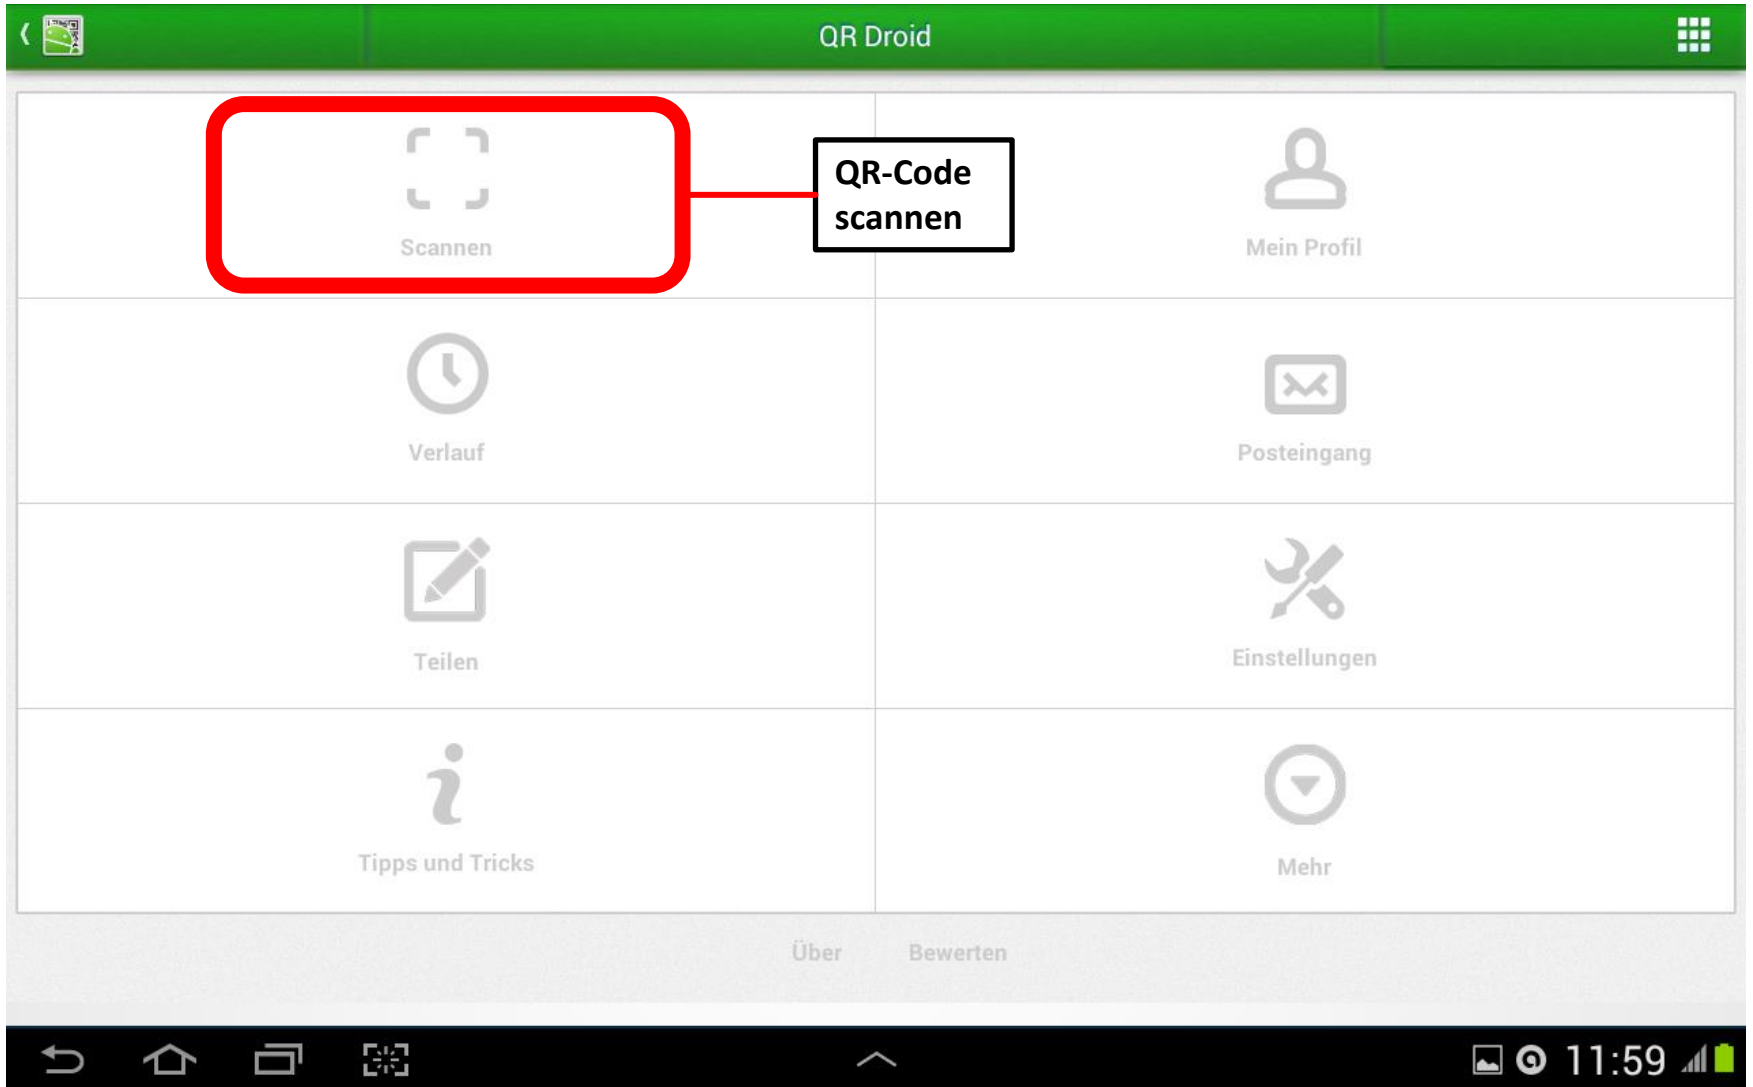 QR Droid
Scannen
QR-Code
scannen
Mein Profil
Verlauf
Posteingang
Teilen
Einstellungen
Tipps und Tricks
Mehr
Über Bewerten
11:59